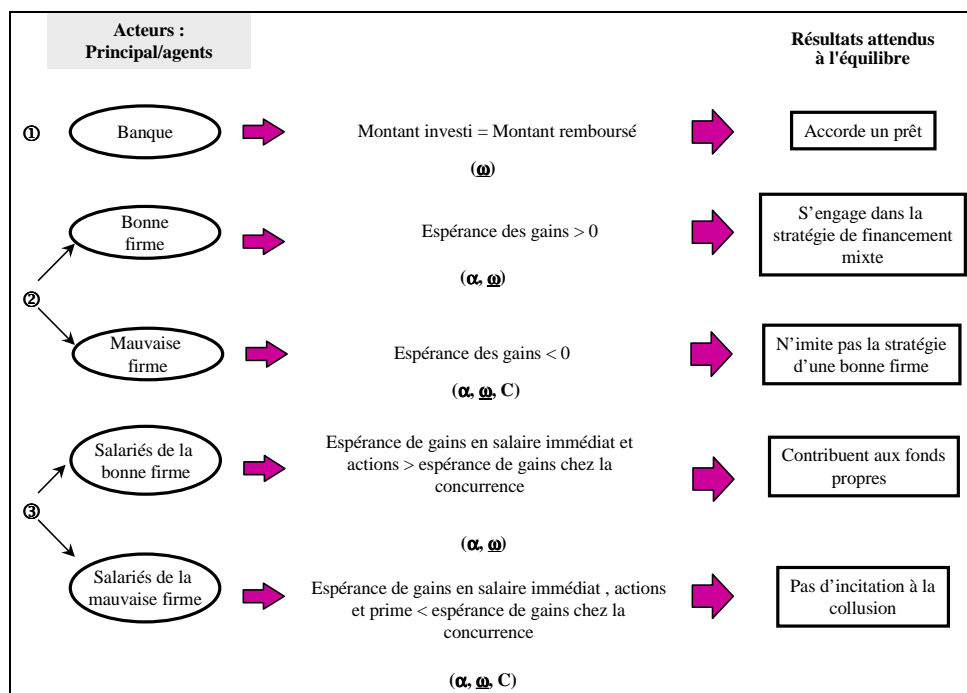 Acteurs :
Principal/agents
Résultats attendus
à l'équilibre
①
Banque
Montant investi = Montant remboursé
(ω)
Accorde un prêt
②
Bonne
firme
Espérance des gains > 0
(α, ω)
S’engage dans la
stratégie de financement
mixte
Mauvaise
firme
Espérance des gains < 0
(α, ω, C)
N’imite pas la stratégie
d’une bonne firme
③
Salariés de la
bonne firme
Espérance de gains en salaire immédiat et
actions > espérance de gains chez la
concurrence
(α, ω)
Contribuent aux fonds
propres
Salariés de la
mauvaise firme
Espérance de gains en salaire immédiat , actions
et prime < espérance de gains chez la
concurrence
(α, ω, C)
Pas d’incitation à la
collusion